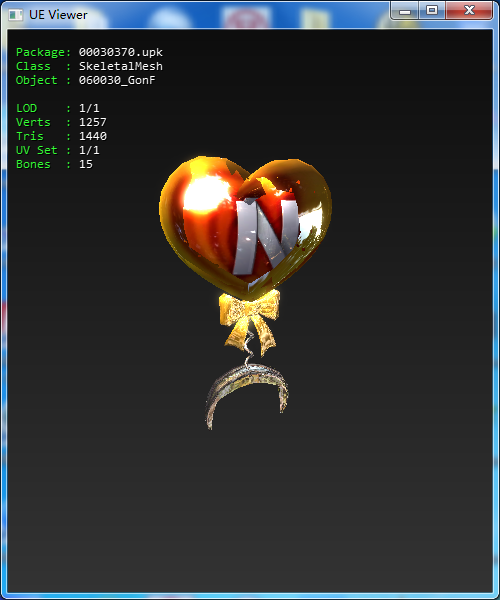 UE Viewer
Package: 00030370.upk
Class  : SkeletalMesh
Object : 060030_GonF
LOD    : 1/1
Verts  : 1257
Tris   : 1440
UV Set : 1/1
Bones  : 15
IN